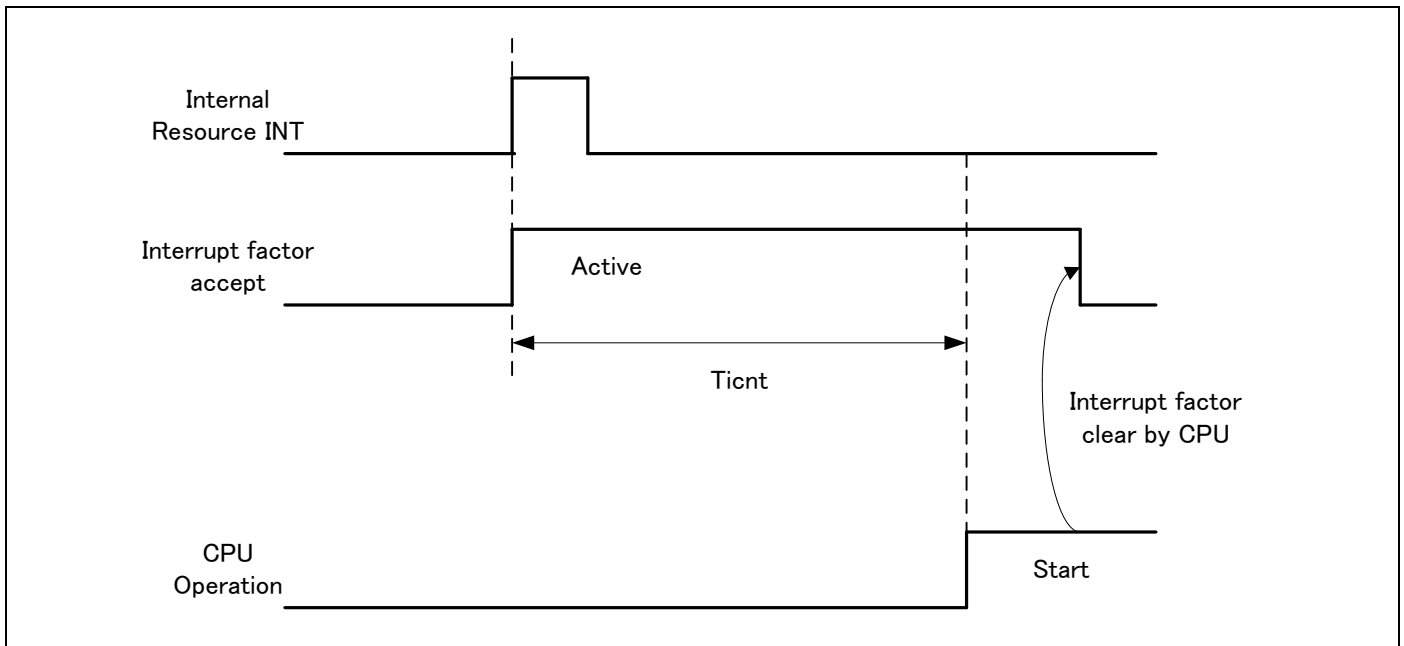 Internal
Resource INT
Interrupt factor
accept
Active
Ticnt
Interrupt factor
clear by CPU
CPU
Operation
Start